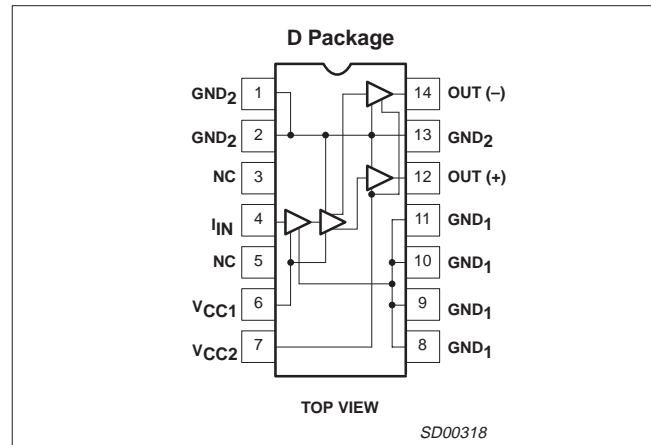 D Package
GND2 1 14 OUT (–)
GND2 2 13 GND2
NC 3 12 OUT (+)
IIN 4 11 GND1
NC 5 10 GND1
VCC1 6 9 GND1
VCC2 7 8 GND1
TOP VIEW
SD00318